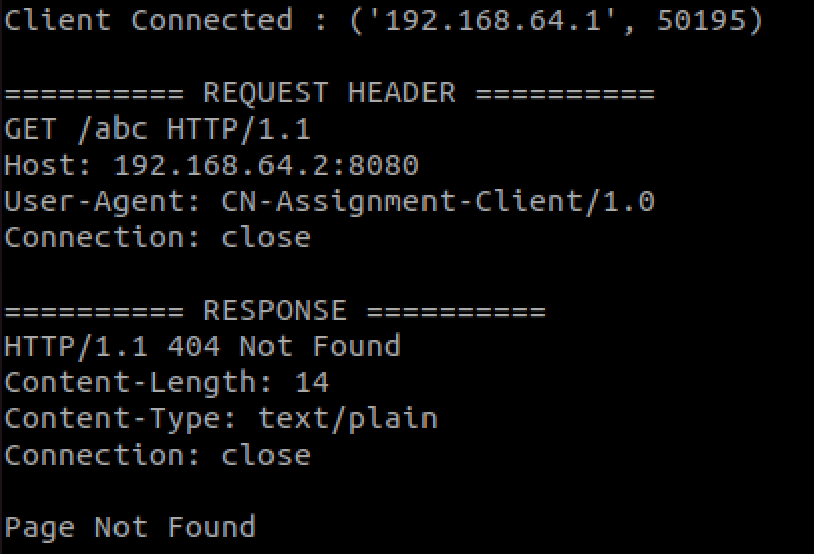 Client Connected : ('192.168.64.1', 50195)
========== REQUEST HEADER ==========
GET /abc HTTP/1.1
Host: 192.168.64.2:8080
User-Agent: CN-Assignment-Client/1.0
Connection: close
========== RESPONSE ==========
HTTP/1.1 404 Not Found
Content-Length: 14
Content-Type: text/plain
Connection: close
Page Not Found